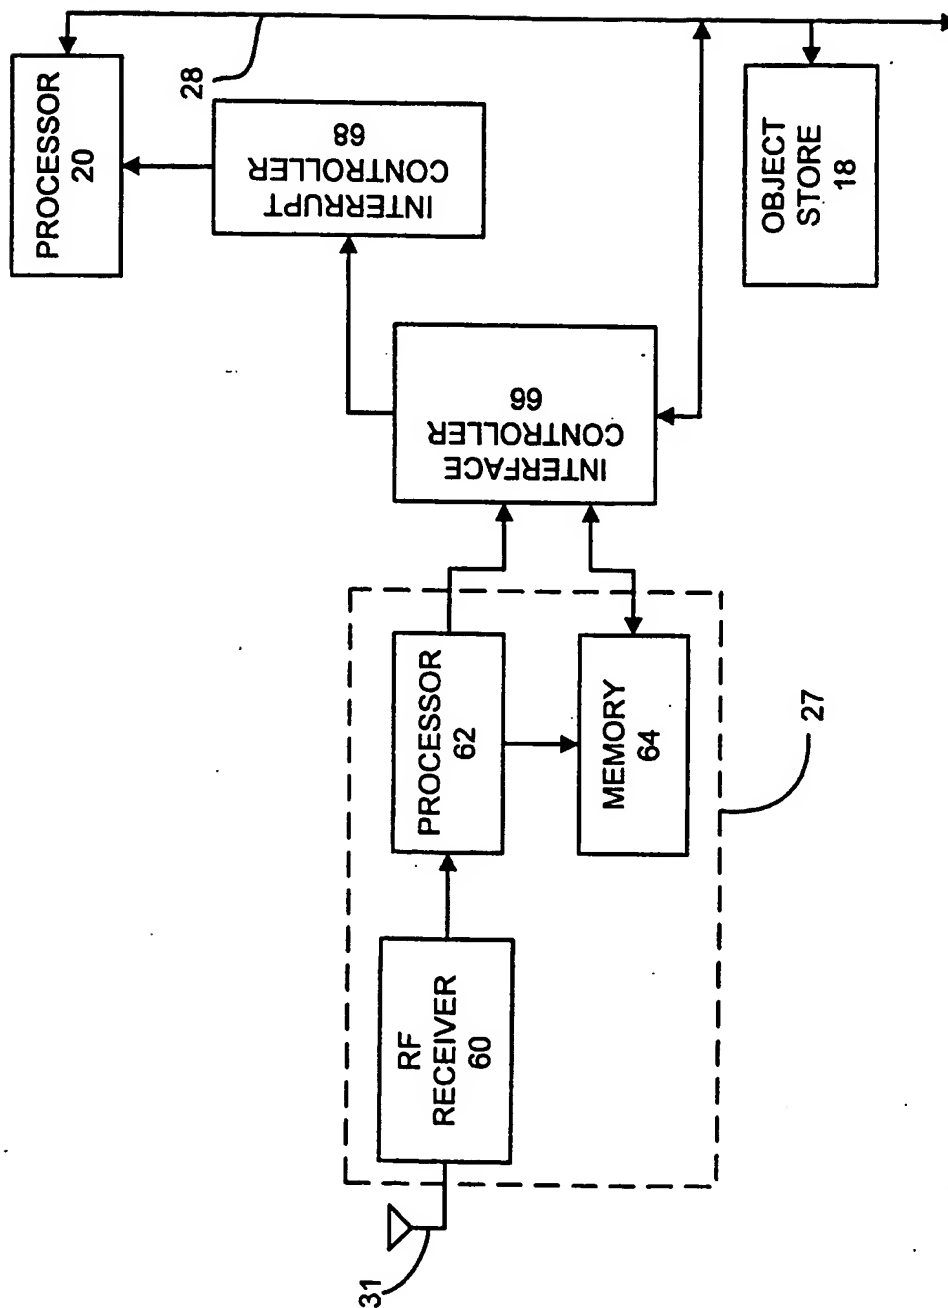 PROCESSOR
20
28
INTERRUPT
CONTROLLER
68
INTERFACE
CONTROLLER
66
OBJECT
STORE
18
PROCESSOR
62
MEMORY
64
27
RF
RECEIVER
60
31